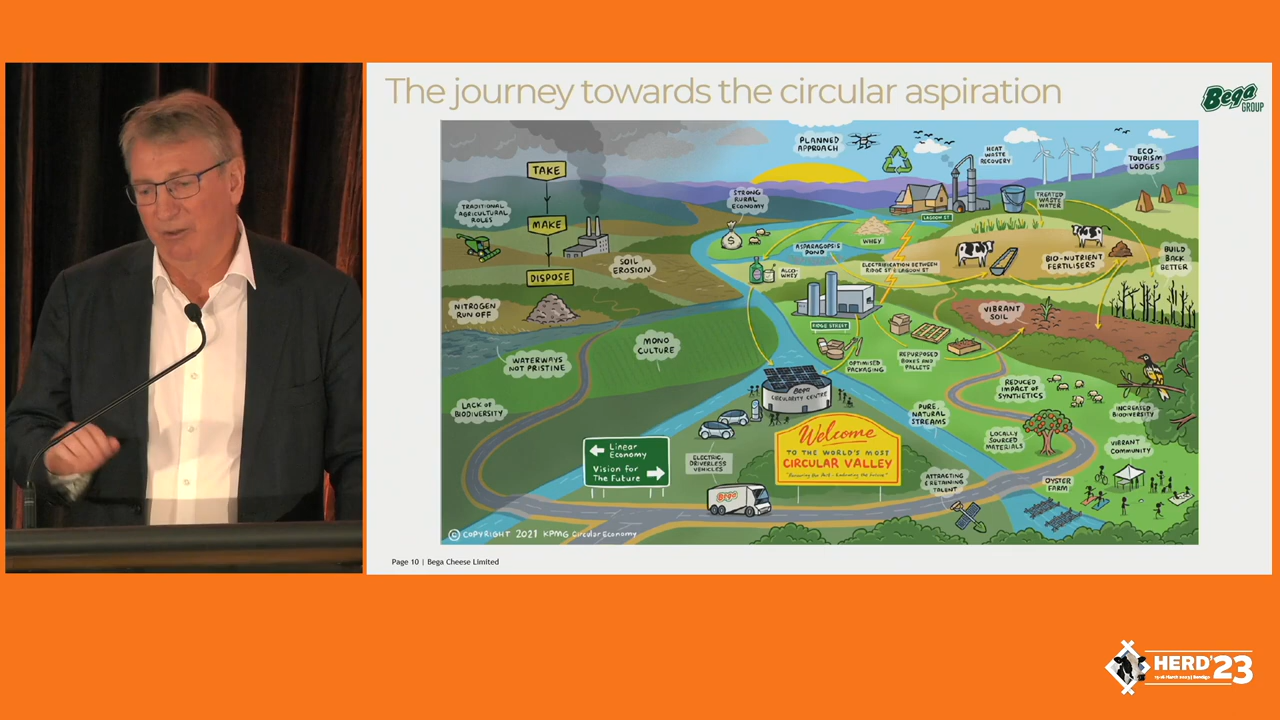 The journey towards the circular aspiration
Bega
GROUP
TAKE
MAKE
DISPOSE
TRADITIONAL
AGRICULTURAL
ROLES
SOIL
EROSION
NITROGEN
RUN OFF
WATERWAYS
NOT PRISTINE
MONO
CULTURE
LACK OF
BIODIVERSITY
Linear
Economy
Vision for
The Future
PLANNED
APPROACH
STRONG
RURAL
ECONOMY
$
HEAT
WASTE
RECOVERY
ECO-
TOURISM
LODGES
TREATED
WASTE
WATER
LAGOON ST
WHEY
ASPARAGOPSIS
POND
ALCO-
WHEY
ELECTRIFICATION BETWEEN
RIDGE ST & LAGOON ST
BIO-NUTRIENT
FERTILISERS
BUILD
BACK
BETTER
VIBRANT
SOIL
RIDGE STREET
OPTIMISED
PACKAGING
REPURPOSED
BOXES AND
PALLETS
REDUCED
IMPACT OF
SYNTHETICS
INCREASED
BIODIVERSITY
Bega
CIRCULARITY CENTRE
PURE,
NATURAL
STREAMS
LOCALLY
SOURCED
MATERIALS
VIBRANT
COMMUNITY
Welcome
TO THE WORLD'S MOST
CIRCULAR VALLEY
ELECTRIC,
DRIVERLESS
VEHICLES
Bega
ATTRACTING
& RETAINING
TALENT
OYSTER
FARM
© COPYRIGHT 2021 KPMG Circular Economy
Page 10 | Bega Cheese Limited
HERD'23